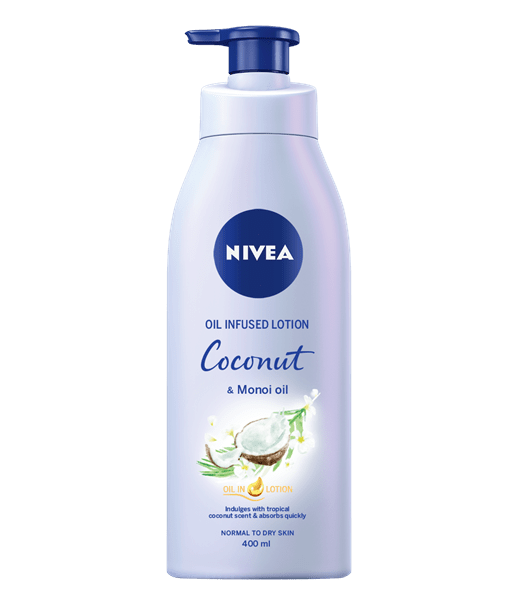 NIVEA
OIL INFUSED LOTION
Coconut
& Monoi oil
OIL IN LOTION
Indulges with tropical
coconut scent & absorbs quickly
NORMAL TO DRY SKIN
400 ml